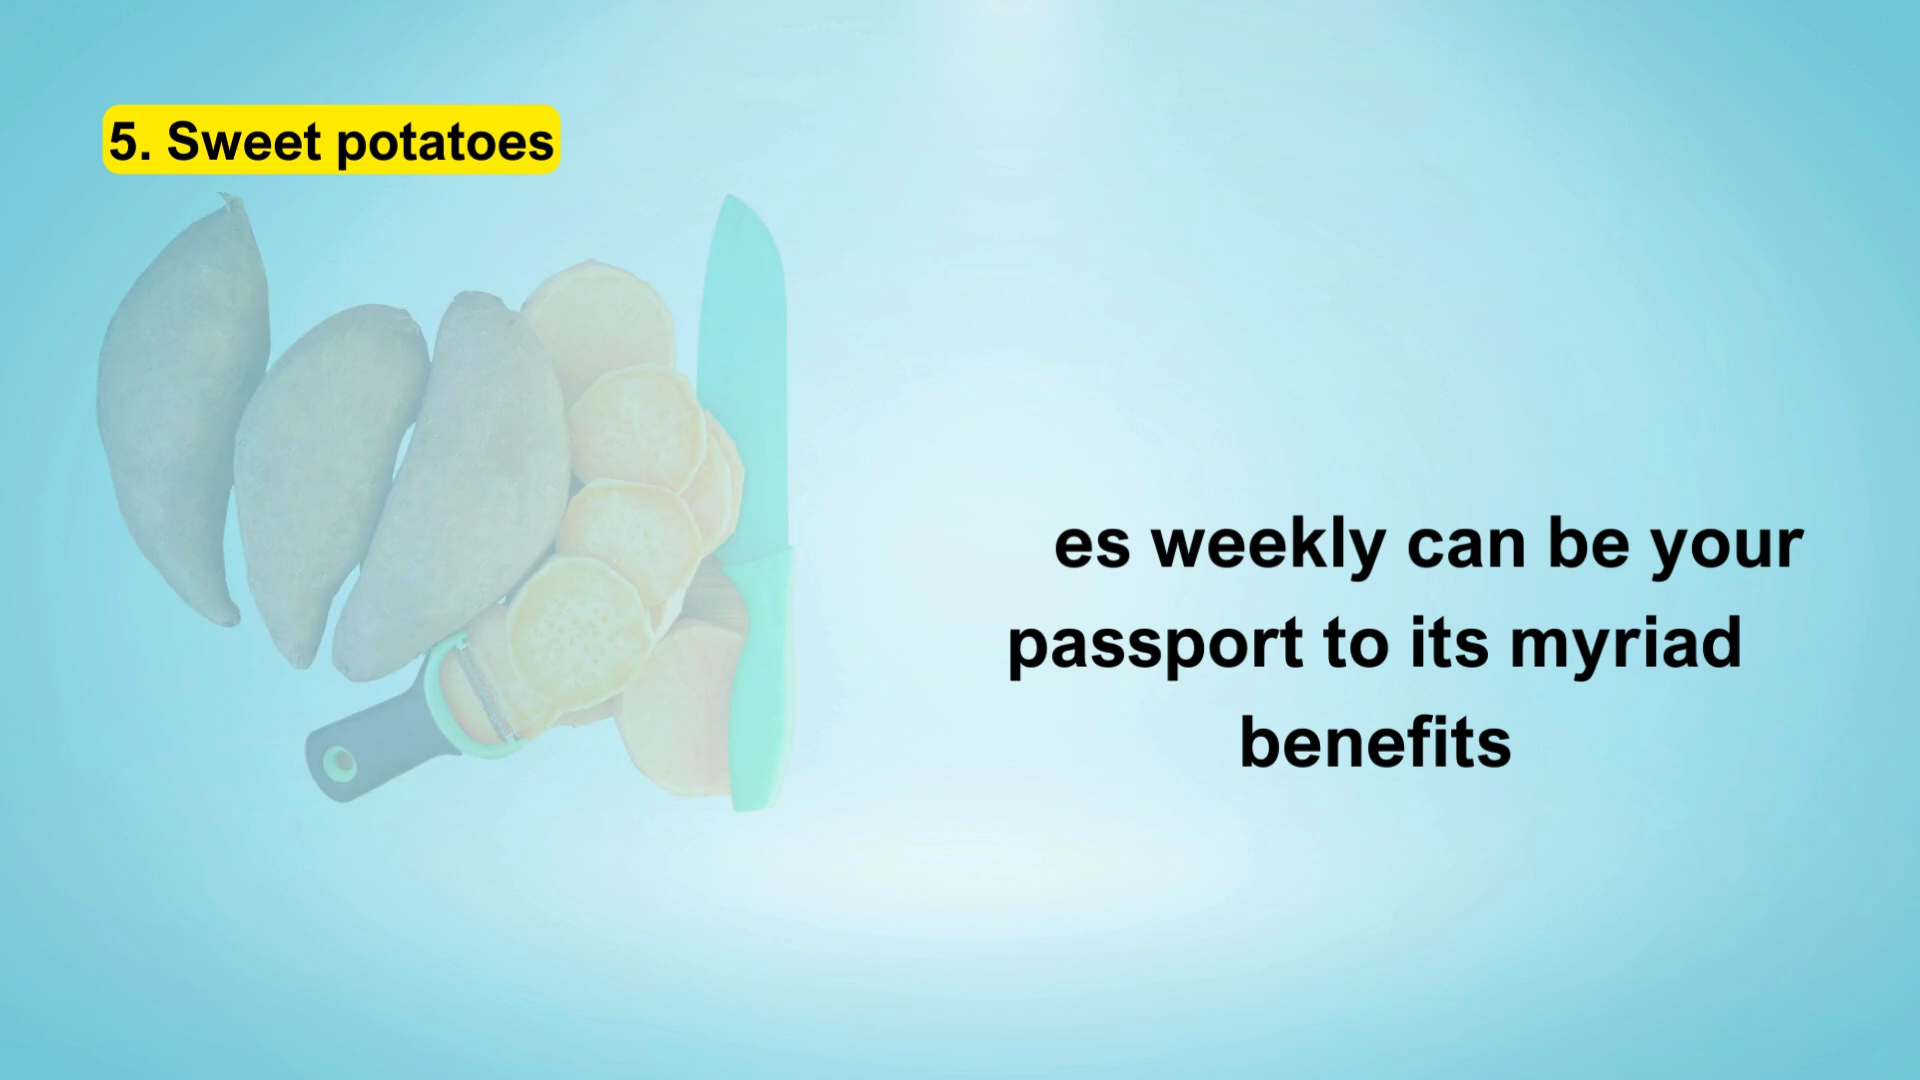 5. Sweet potatoes
es weekly can be your
passport to its myriad
benefits